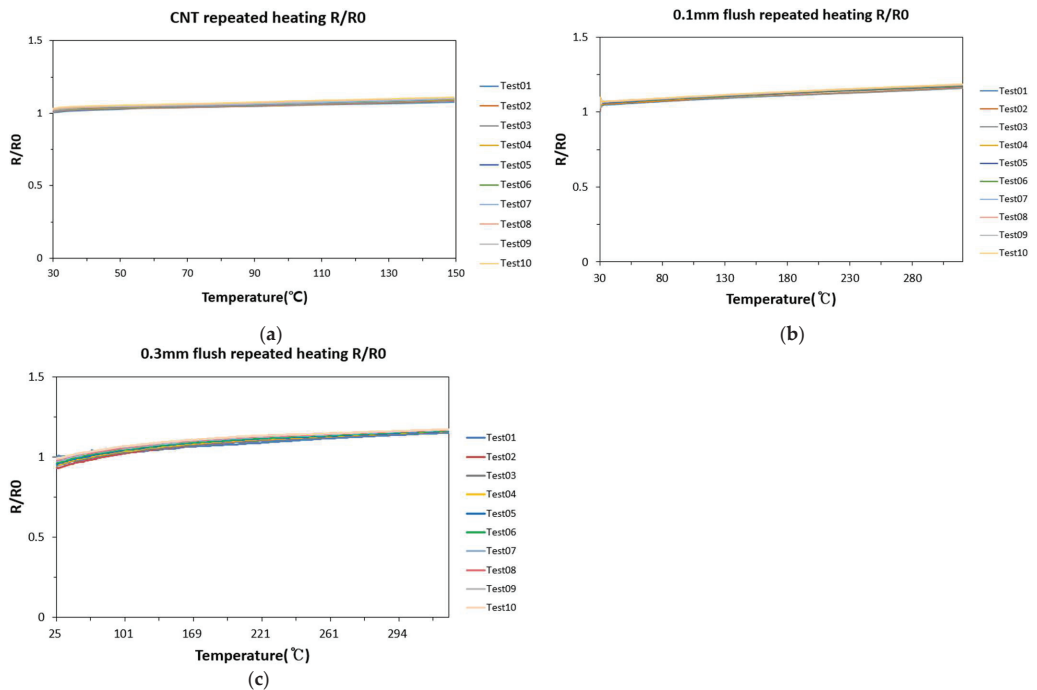 CNT repeated heating R/R0
1.5
1
0.5
0
R/R0
30 50 70 90 110 130 150
Temperature(℃)
Test01
Test02
Test03
Test04
Test05
Test06
Test07
Test08
Test09
Test10
(a)
0.1mm flush repeated heating R/R0
1.5
1
0.5
0
R/R0
30 80 130 180 230 280
Temperature(℃)
Test01
Test02
Test03
Test04
Test05
Test06
Test07
Test08
Test09
Test10
(b)
0.3mm flush repeated heating R/R0
1.5
1
0.5
0
R/R0
25 101 169 221 261 294
Temperature(℃)
Test01
Test02
Test03
Test04
Test05
Test06
Test07
Test08
Test09
Test10
(c)